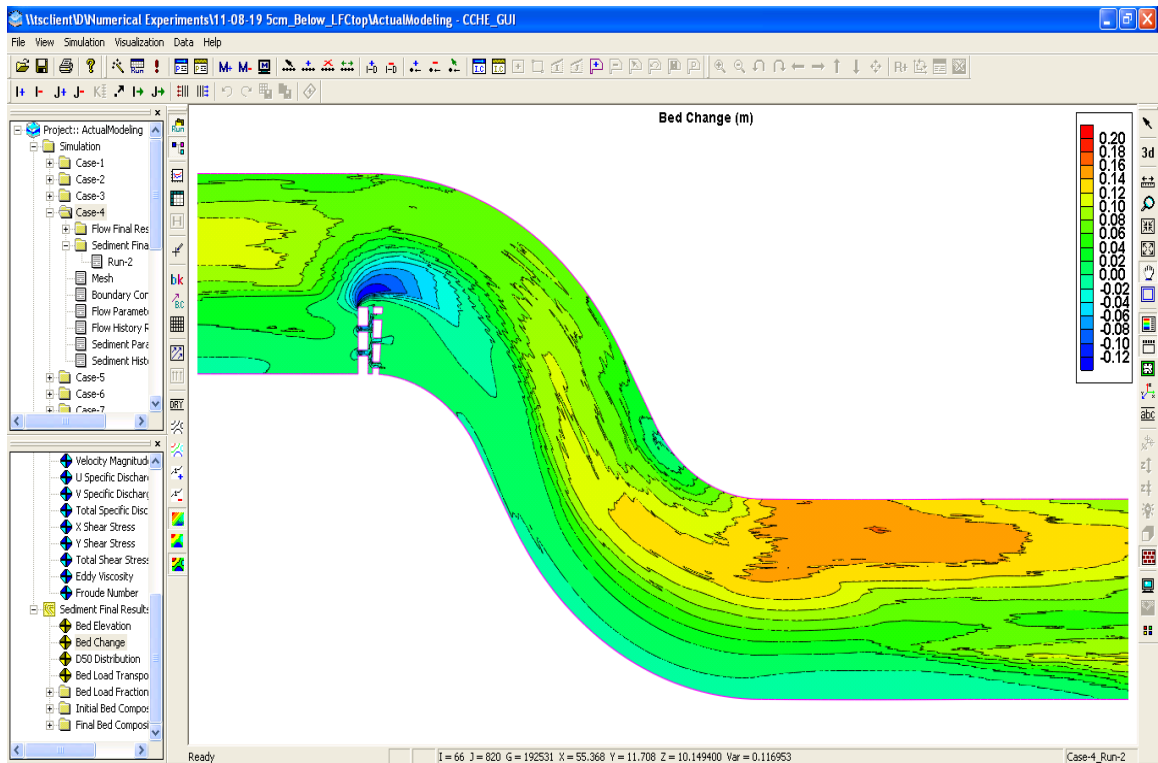 \\tsclient\D\Numerical Experiments\11-08-19 5cm_Below_LFCtop\ActualModeling - CCHE_GUI
File View Simulation Visualization Data Help
Run
M+ M-
I.C I.C
R+
I+ I- J+ J- I+ J+
Project:: ActualModeling
Simulation
Case-1
Case-2
Case-3
Case-4
Flow Final Res
Sediment Fina
Run-2
Mesh
Boundary Con
Flow Paramete
Flow History R
Sediment Para
Sediment Histo
Case-5
Case-6
Case-7
Velocity Magnitud
U Specific Discharg
V Specific Discharg
Total Specific Disc
X Shear Stress
Y Shear Stress
Total Shear Stress
Eddy Viscosity
Froude Number
Sediment Final Results
Bed Elevation
Bed Change
D50 Distribution
Bed Load Transpo
Bed Load Fraction
Initial Bed Compos
Final Bed Composi
Run
H
bk
B.C
DRY
Bed Change (m)
0.20
0.18
0.16
0.14
0.12
0.10
0.08
0.06
0.04
0.02
0.00
-0.02
-0.04
-0.06
-0.08
-0.10
-0.12
3d
abc
Ready
I = 66 J = 820 G = 192531 X = 55.368 Y = 11.708 Z = 10.149400 Var = 0.116953
Case-4_Run-2